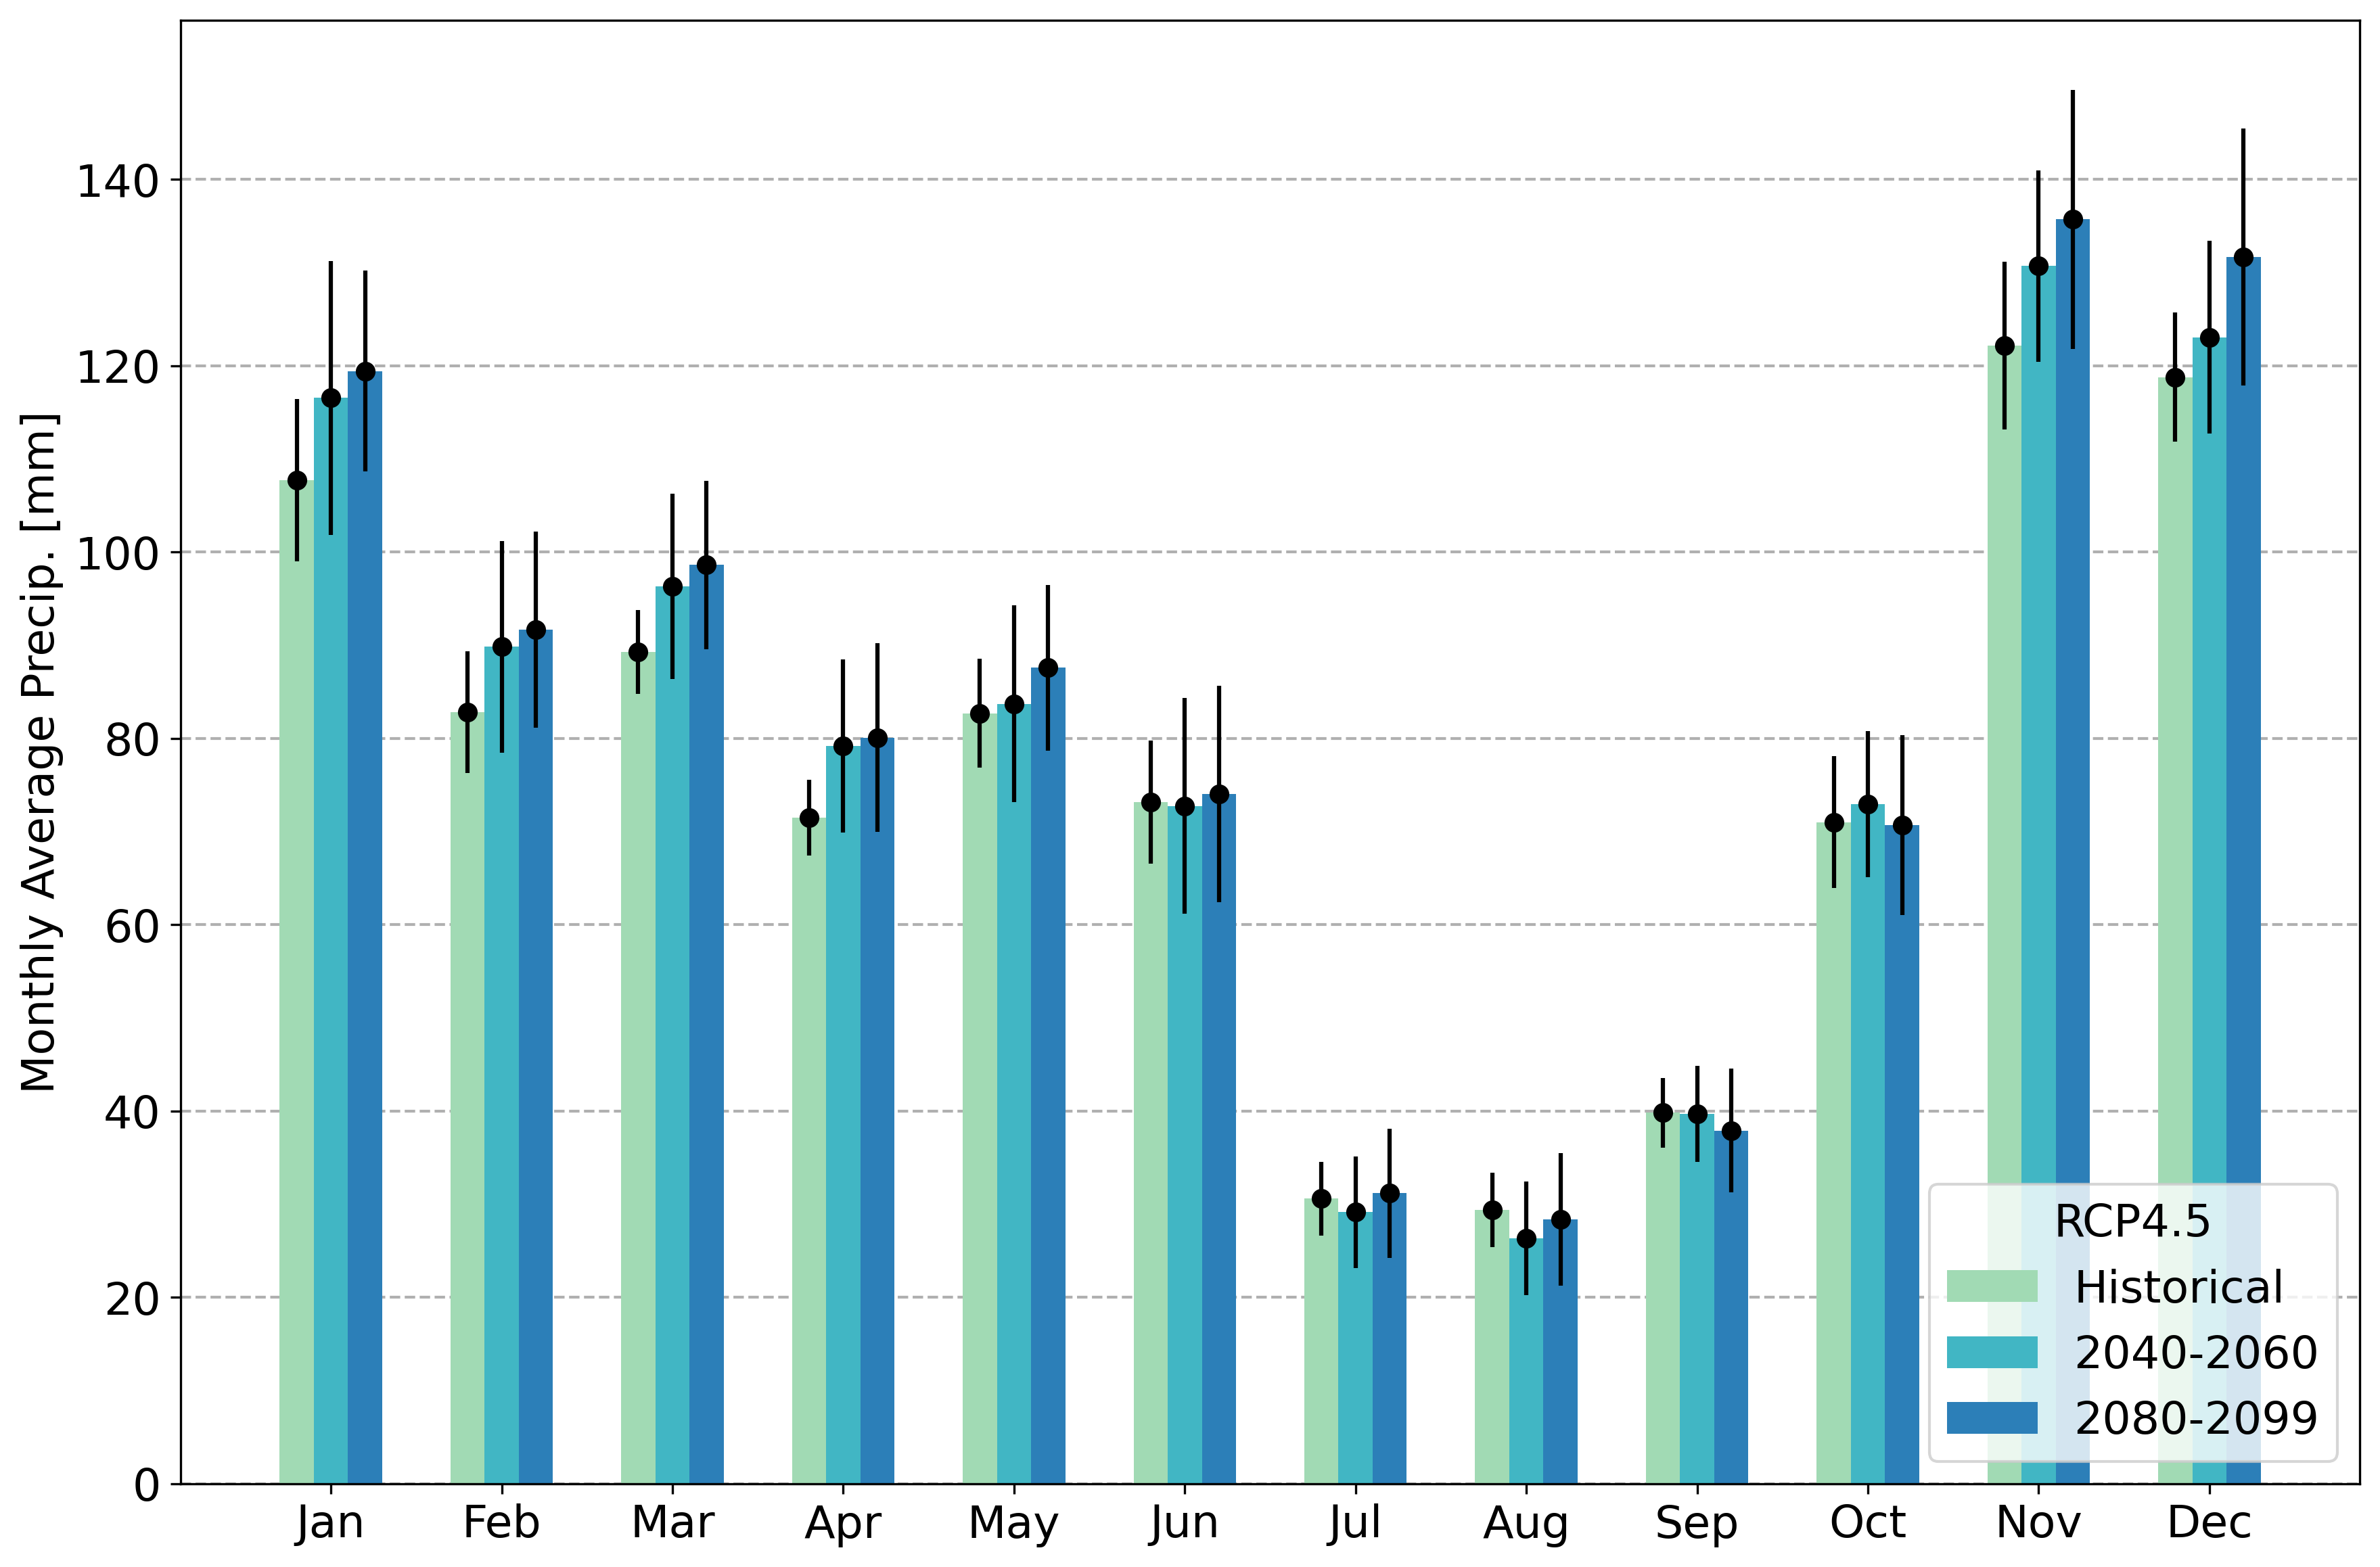 Monthly Average Precip. [mm]
140
120
100
80
60
40
20
0
Jan Feb Mar Apr May Jun Jul Aug Sep Oct Nov Dec
RCP4.5
Historical
2040-2060
2080-2099